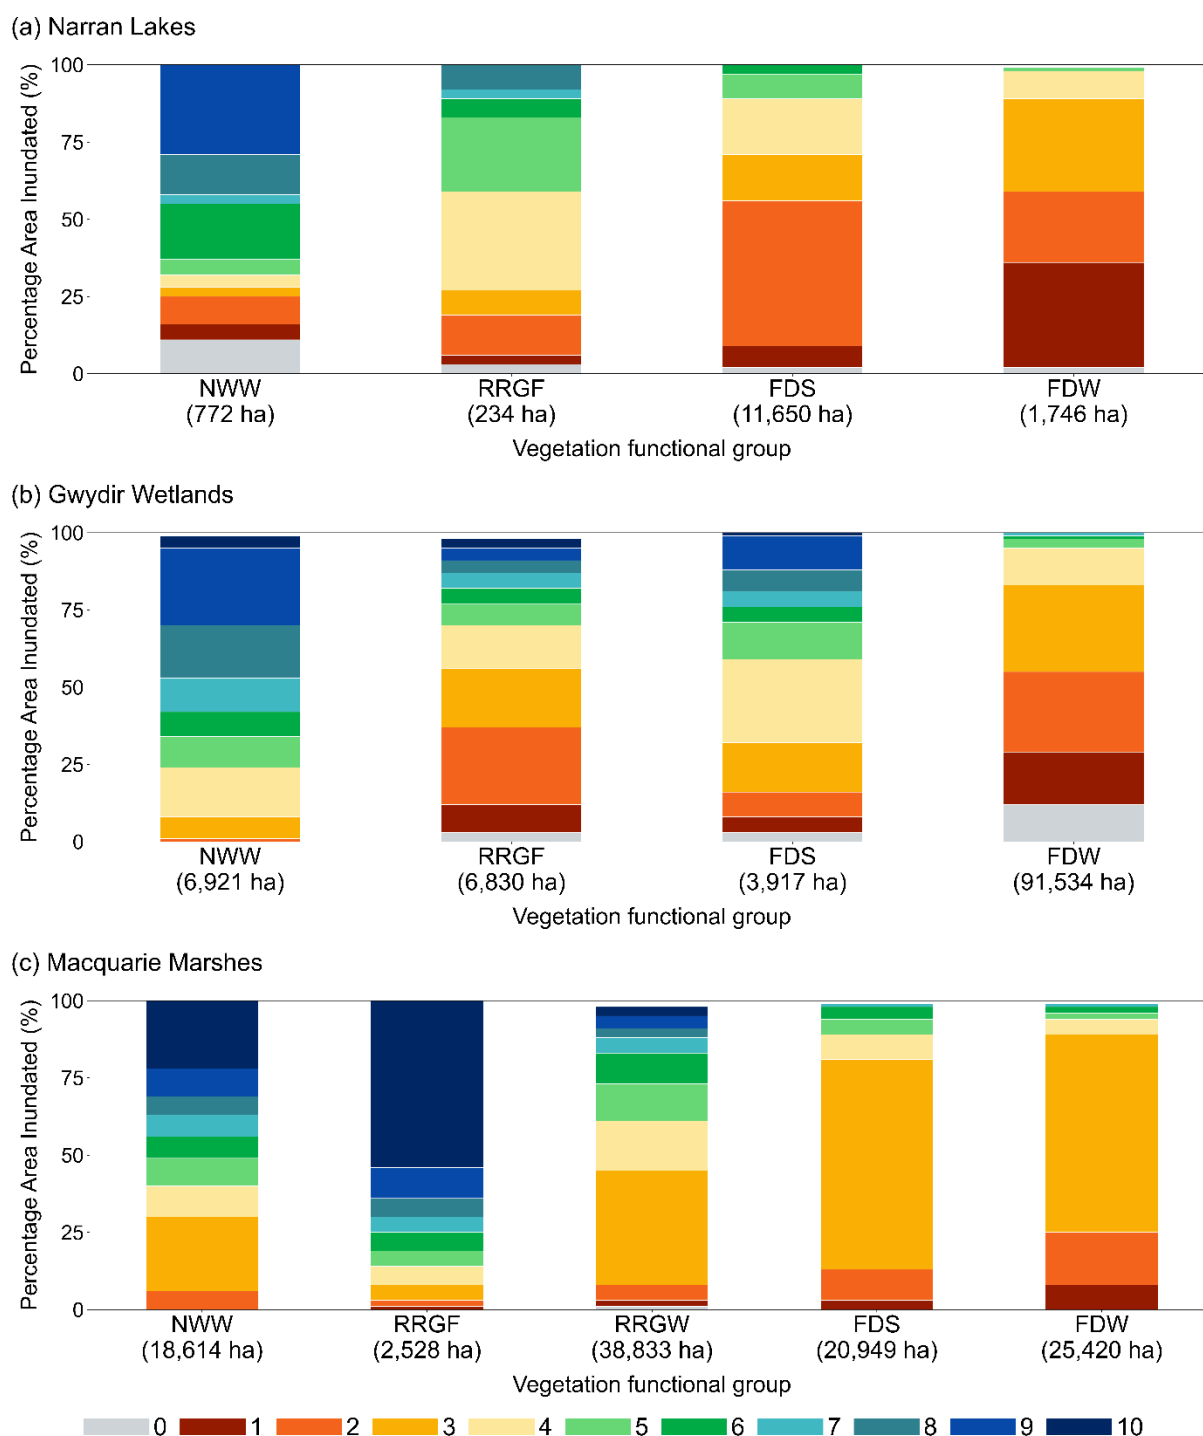 (a) Narran Lakes
Percentage Area Inundated (%)
100
75
50
25
0
NWW RRGF FDS FDW
(772 ha) (234 ha) (11,650 ha) (1,746 ha)
Vegetation functional group
(b) Gwydir Wetlands
Percentage Area Inundated (%)
100
75
50
25
0
NWW RRGF FDS FDW
(6,921 ha) (6,830 ha) (3,917 ha) (91,534 ha)
Vegetation functional group
(c) Macquarie Marshes
Percentage Area Inundated (%)
100
75
50
25
0
NWW RRGF RRGW FDS FDW
(18,614 ha) (2,528 ha) (38,833 ha) (20,949 ha) (25,420 ha)
Vegetation functional group
0 1 2 3 4 5 6 7 8 9 10